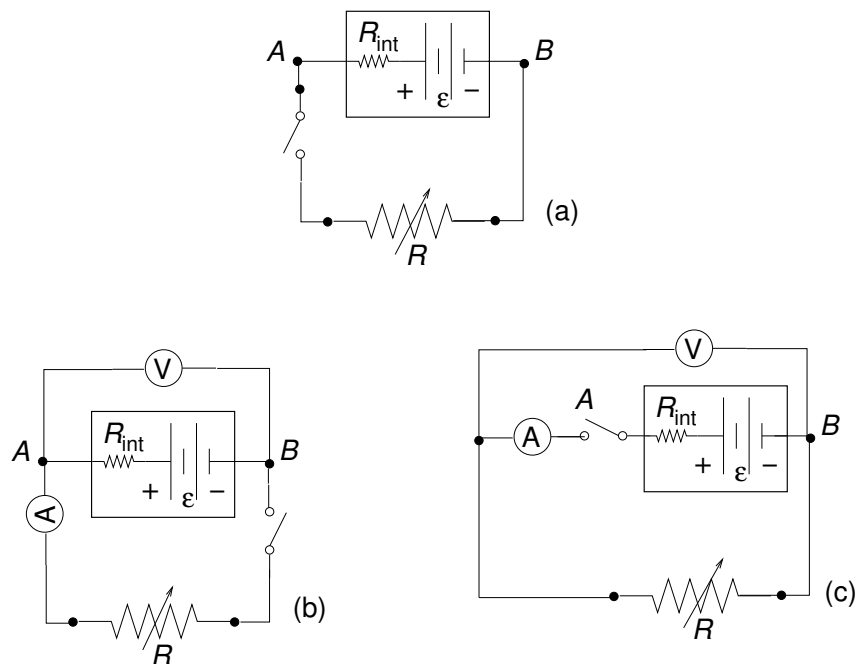 A R_int B
+ ε −
R (a)
V
A R_int B
+ ε −
A
R (b)
V
A R_int B
A
+ ε −
R (c)